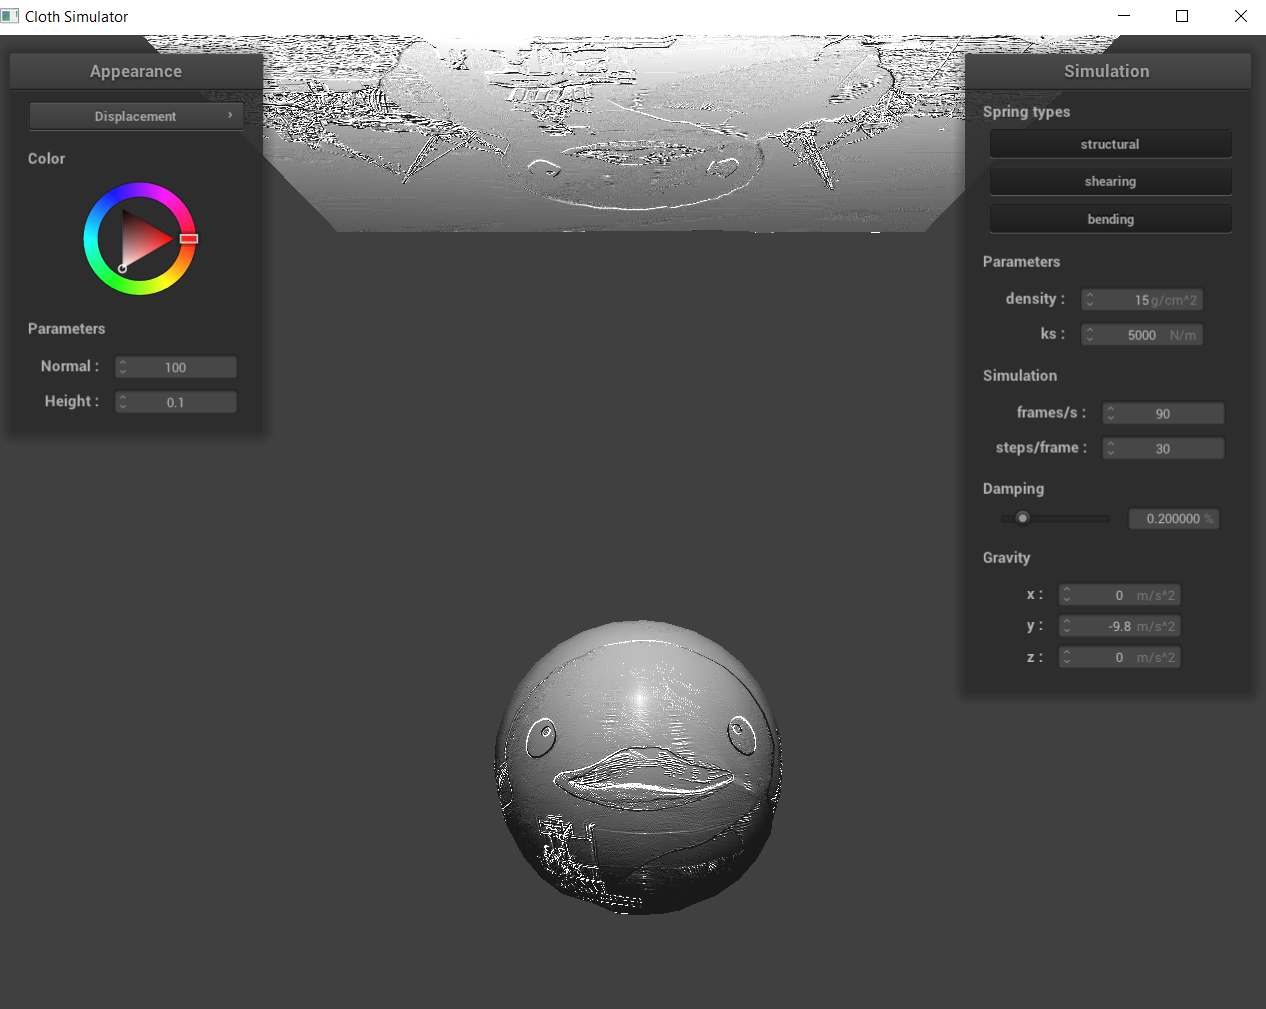 Cloth Simulator
Appearance
Displacement
Color
Parameters
Normal : 100
Height : 0.1
Simulation
Spring types
structural
shearing
bending
Parameters
density : 15 g/cm^2
ks : 5000 N/m
Simulation
frames/s : 90
steps/frame : 30
Damping
0.200000 %
Gravity
x : 0 m/s^2
y : -9.8 m/s^2
z : 0 m/s^2